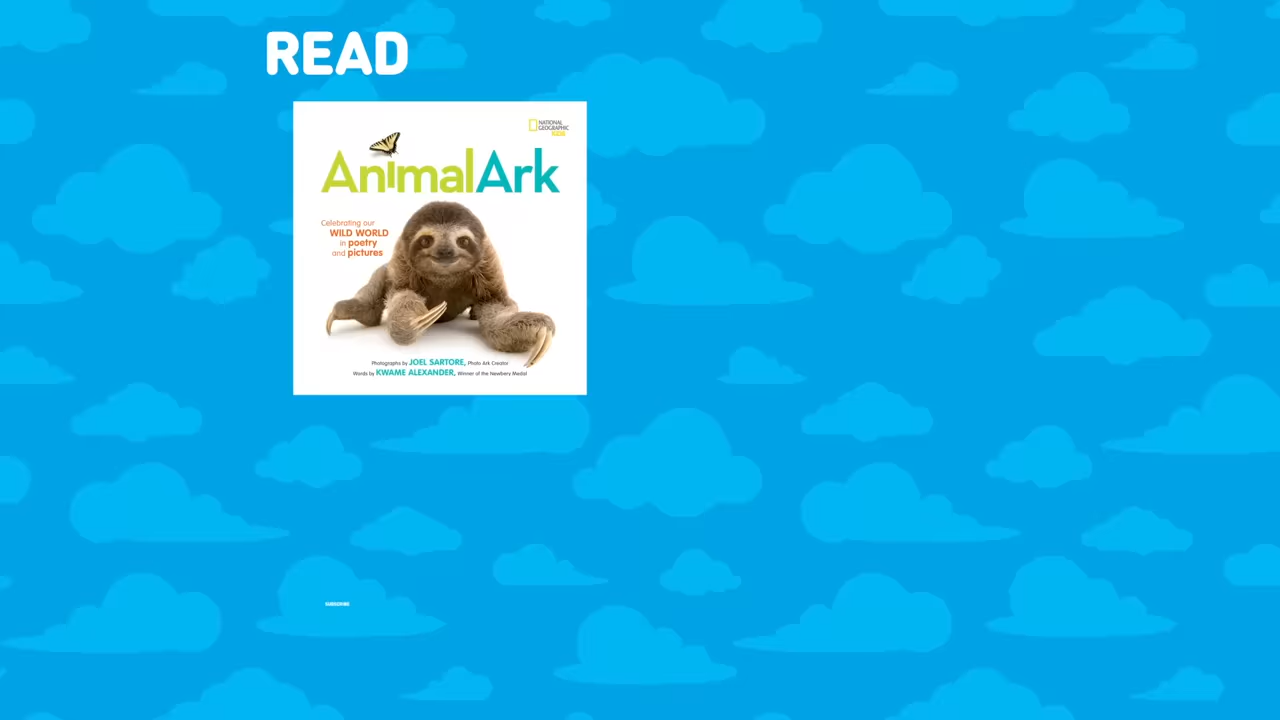 READ
NATIONAL
GEOGRAPHIC
KiDS
AnimalArk
Celebrating our
WILD WORLD
in poetry
and pictures
Photographs by JOEL SARTORE, Photo Ark Creator
Words by KWAME ALEXANDER, Winner of the Newbery Medal
SUBSCRIBE